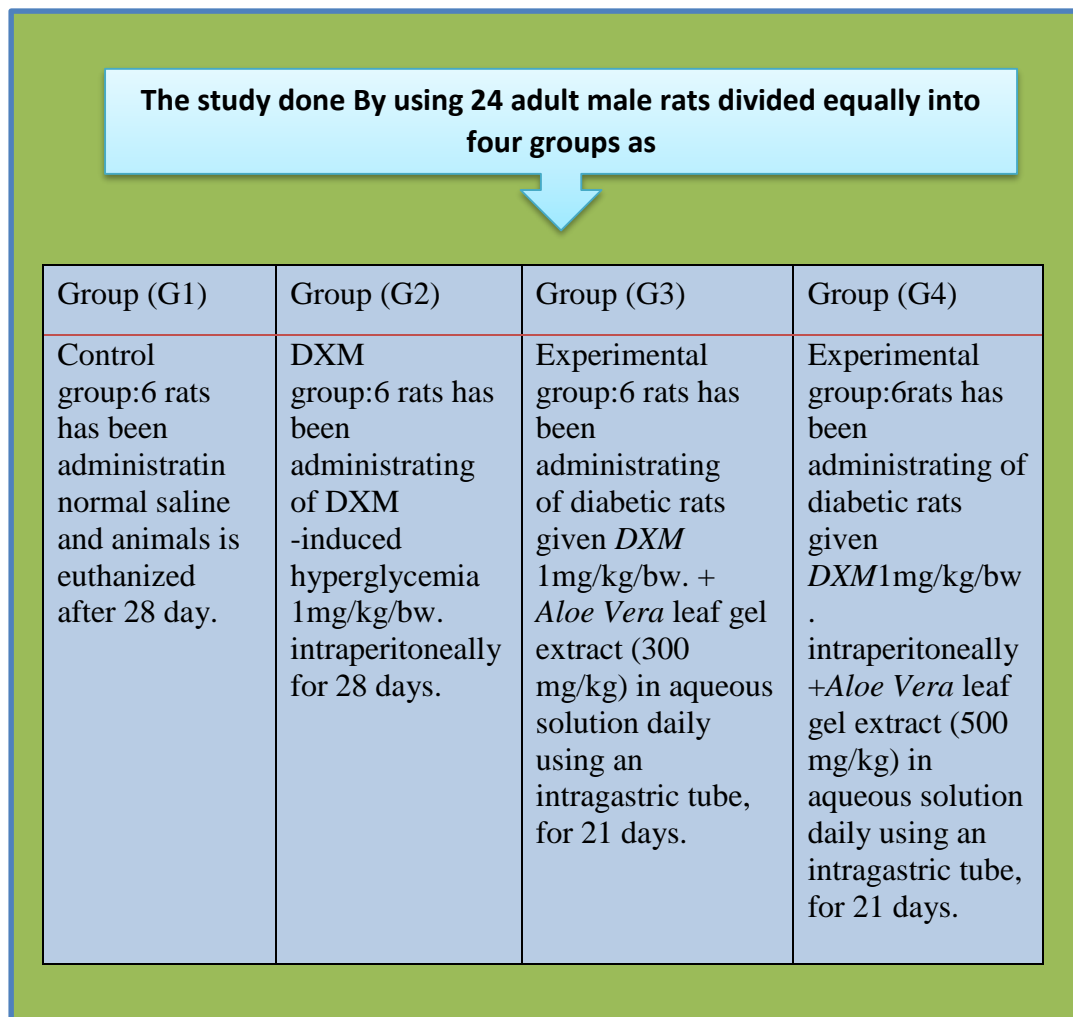 The study done By using 24 adult male rats divided equally into
four groups as
Group (G1)
Control
group:6 rats
has been
administratin
normal saline
and animals is
euthanized
after 28 day.
Group (G2)
DXM
group:6 rats has
been
administrating
of DXM
-induced
hyperglycemia
1mg/kg/bw.
intraperitoneally
for 28 days.
Group (G3)
Experimental
group:6 rats has
been
administrating
of diabetic rats
given DXM
1mg/kg/bw. +
Aloe Vera leaf gel
extract (300
mg/kg) in aqueous
solution daily
using an
intragastric tube,
for 21 days.
Group (G4)
Experimental
group:6rats has
been
administrating of
diabetic rats
given
DXM1mg/kg/bw
.
intraperitoneally
+Aloe Vera leaf
gel extract (500
mg/kg) in
aqueous solution
daily using an
intragastric tube,
for 21 days.